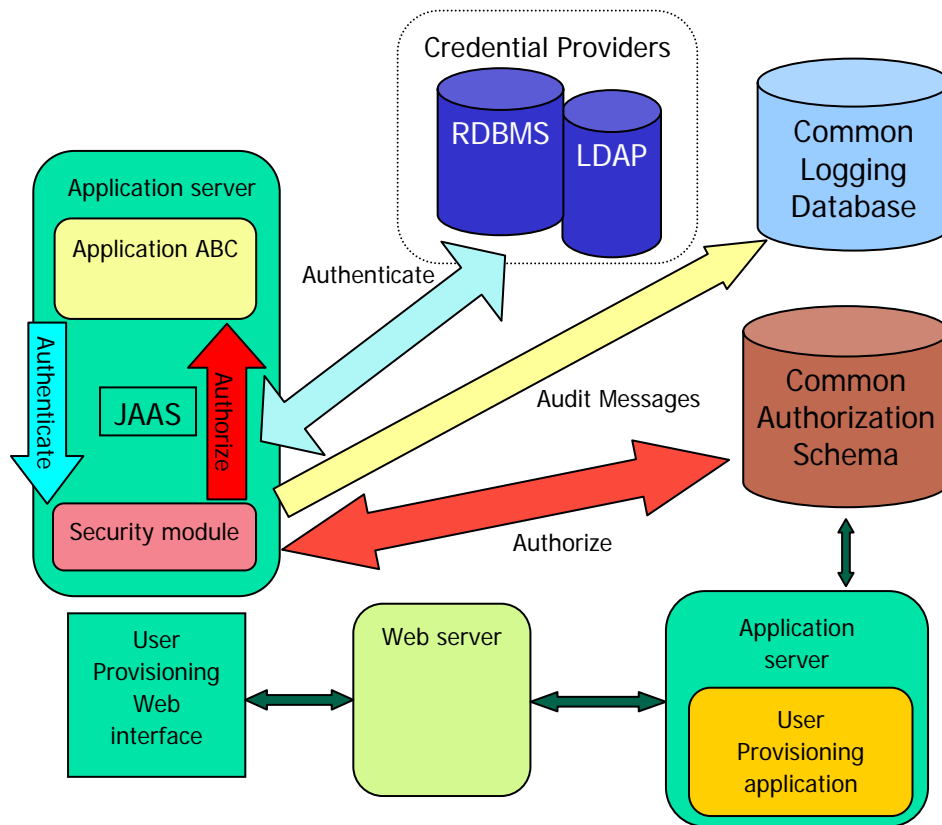 Credential Providers
RDBMS
LDAP
Common
Logging
Database
Application server
Application ABC
Authenticate
Authenticate
JAAS
Authorize
Audit Messages
Common
Authorization
Schema
Security module
Authorize
User
Provisioning
Web
interface
Web server
Application
server
User
Provisioning
application